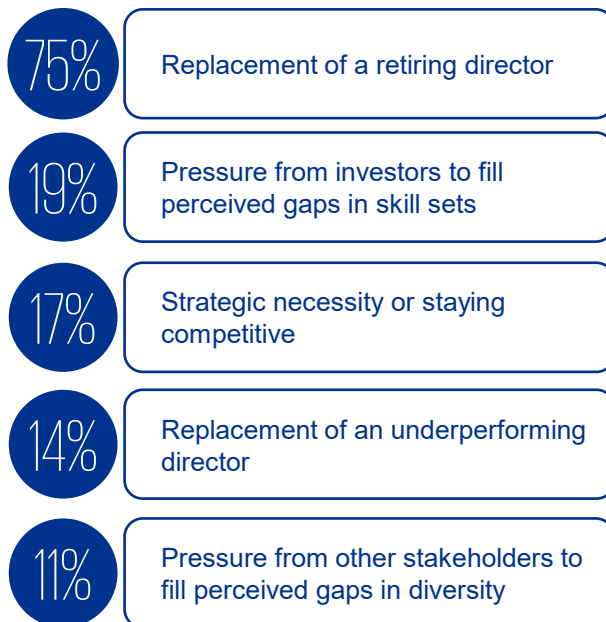 75%
Replacement of a retiring director
19%
Pressure from investors to fill
perceived gaps in skill sets
17%
Strategic necessity or staying
competitive
14%
Replacement of an underperforming
director
11%
Pressure from other stakeholders to
fill perceived gaps in diversity